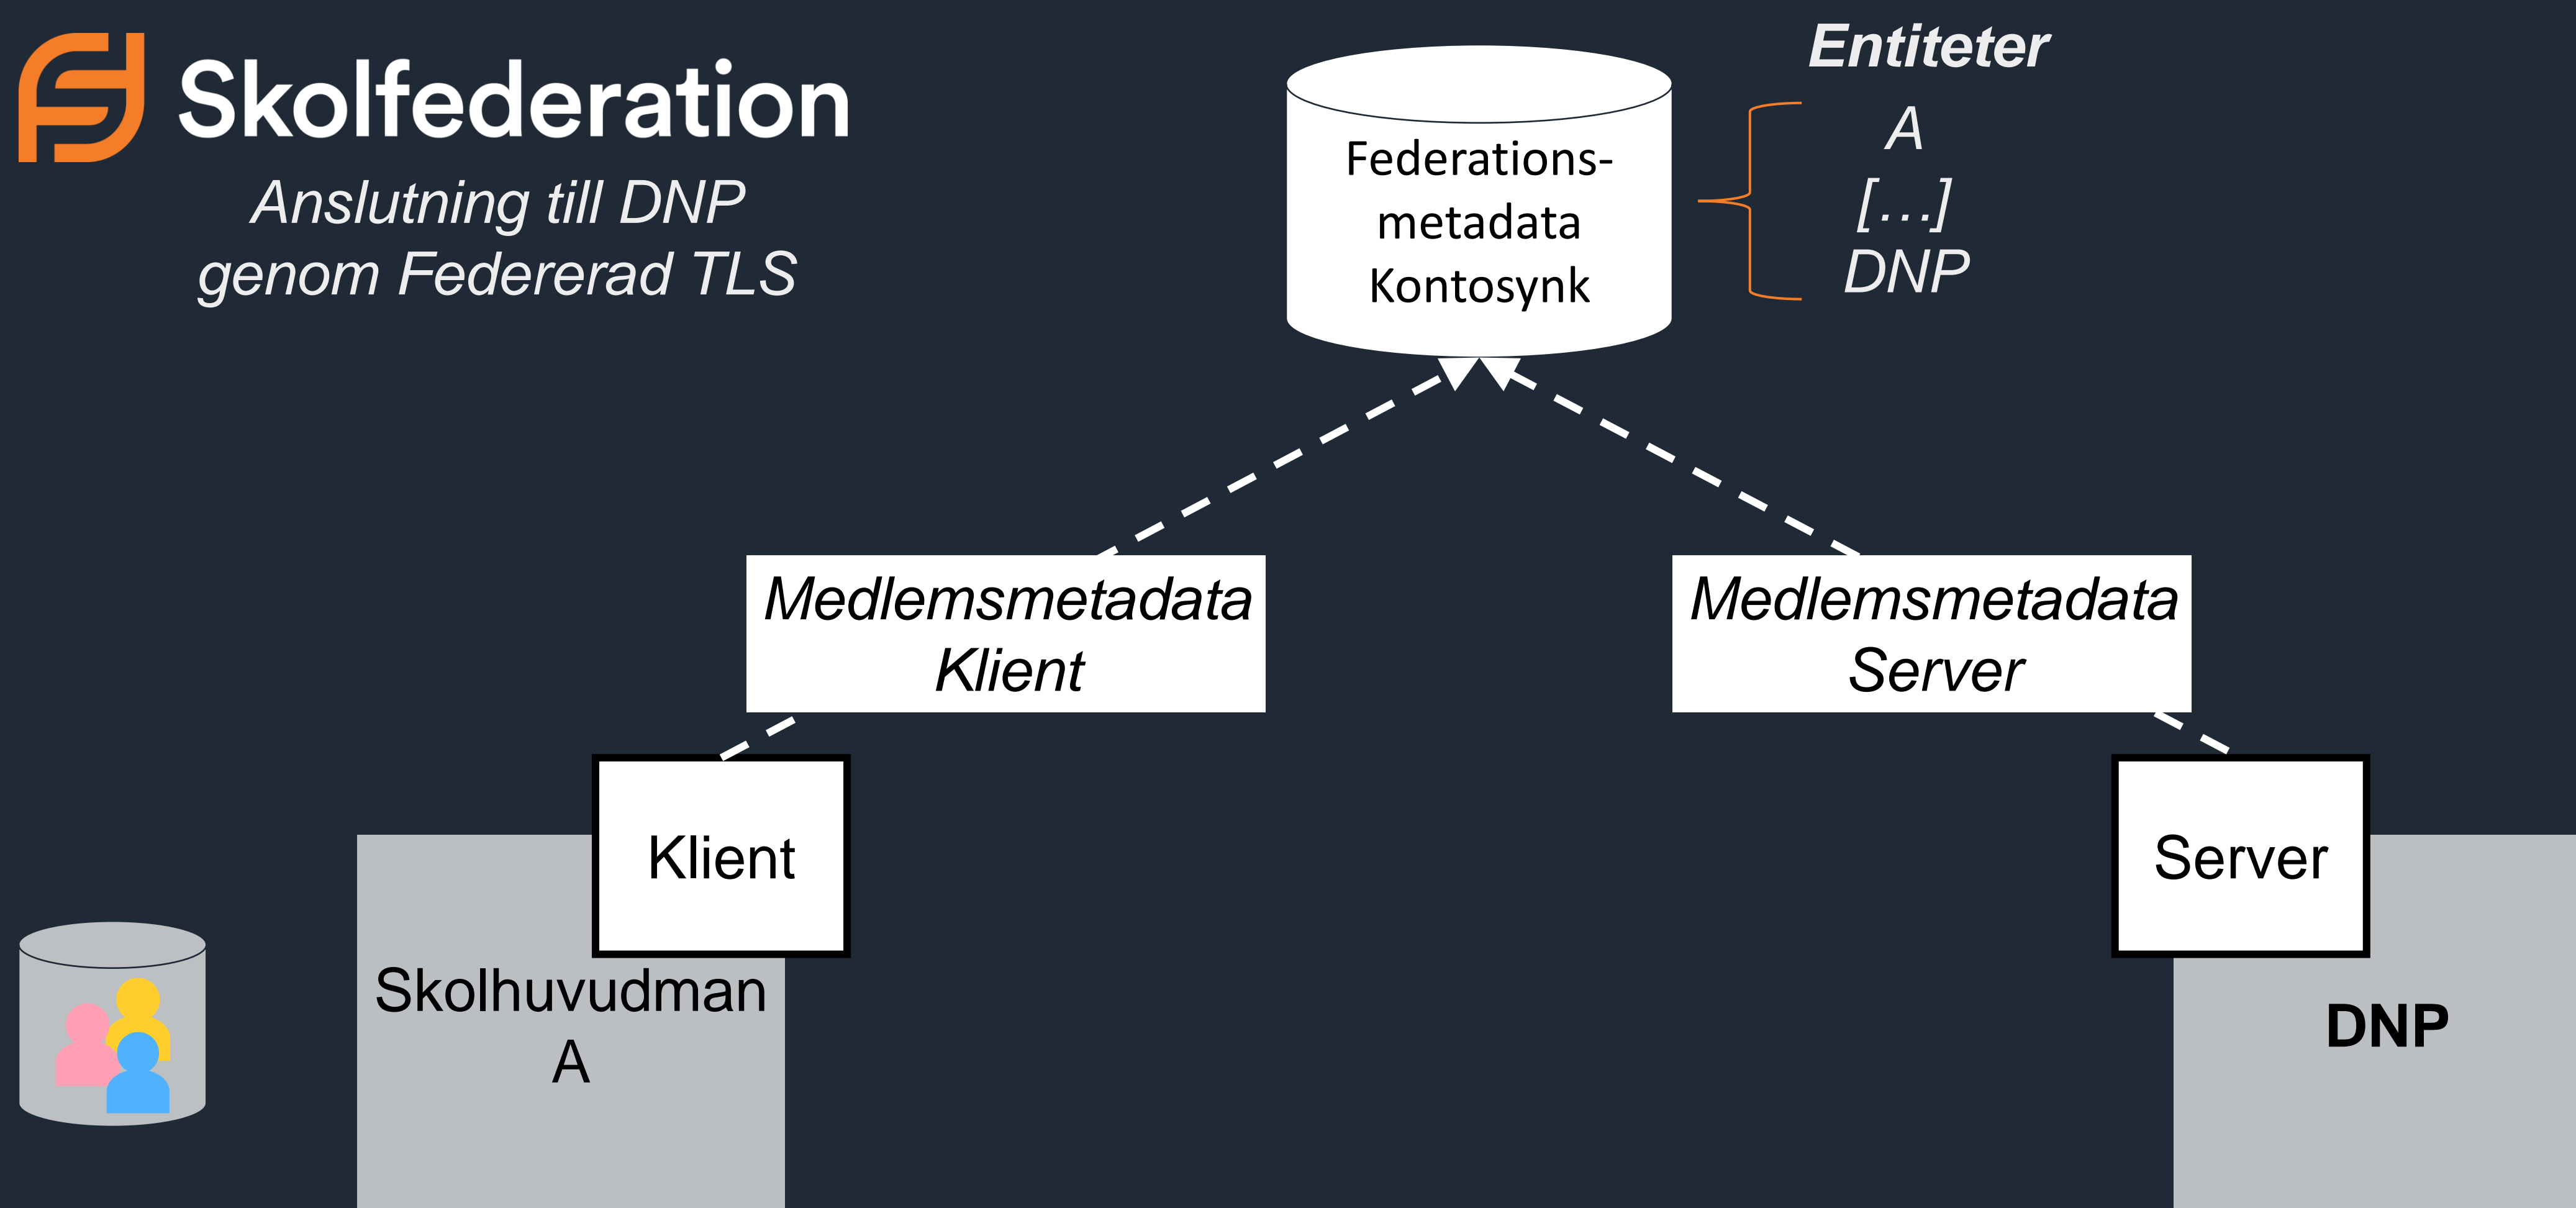 Skolfederation
Anslutning till DNP
genom Federerad TLS
Federations-
metadata
Kontosynk
Entiteter
A
[…]
DNP
Medlemsmetadata
Klient
Medlemsmetadata
Server
Klient
Server
Skolhuvudman
A
DNP